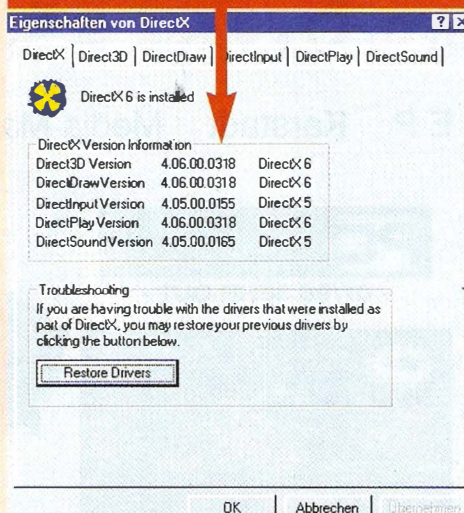 Eigenschaften von DirectX
DirectX Direct3D DirectDraw DirectInput DirectPlay DirectSound
DirectX 6 is installed
DirectX Version Information
Direct3D Version 4.06.00.0318 DirectX 6
DirectDraw Version 4.06.00.0318 DirectX 6
DirectInput Version 4.05.00.0155 DirectX 5
DirectPlay Version 4.06.00.0318 DirectX 6
DirectSound Version 4.05.00.0165 DirectX 5
Troubleshooting
If you are having trouble with the drivers that were installed as
part of DirectX, you may restore your previous drivers by
clicking the button below.
Restore Drivers
OK Abbrechen Übernehmen